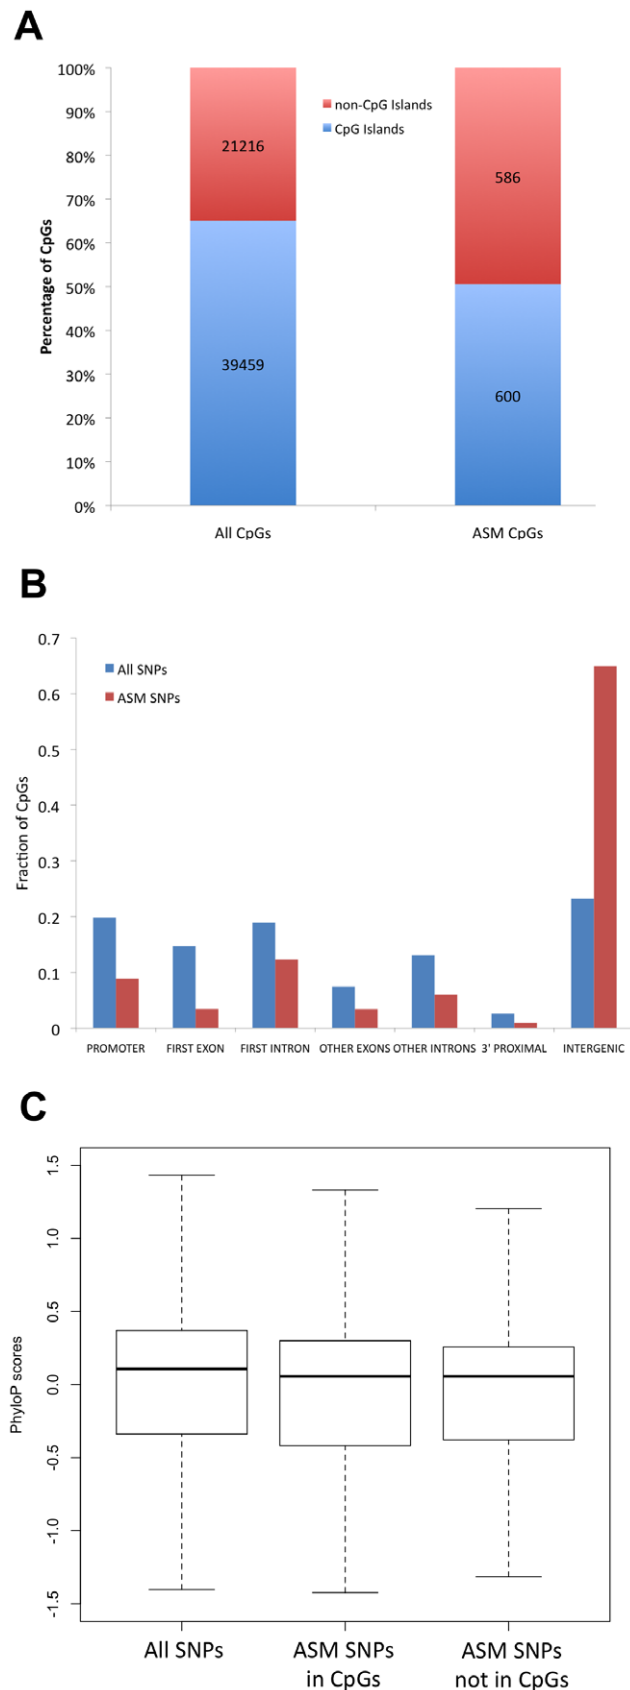 A
100%
90%
80%
70%
60%
50%
40%
30%
20%
10%
0%
Percentage of CpGs
non-CpG Islands
CpG Islands
21216
39459
586
600
All CpGs
ASM CpGs
B
0.7
0.6
0.5
0.4
0.3
0.2
0.1
0
Fraction of CpGs
All SNPs
ASM SNPs
PROMOTER
FIRST EXON
FIRST INTRON
OTHER EXONS
OTHER INTRONS
3' PROXIMAL
INTERGENIC
C
1.5
1.0
0.5
0.0
-0.5
-1.0
-1.5
PhyloP scores
All SNPs
ASM SNPs
in CpGs
ASM SNPs
not in CpGs